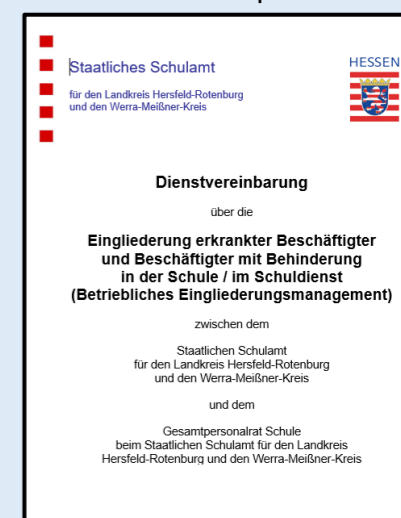 Staatliches Schulamt
für den Landkreis Hersfeld-Rotenburg
und den Werra-Meißner-Kreis
HESSEN
Dienstvereinbarung
über die
Eingliederung erkrankter Beschäftigter
und Beschäftigter mit Behinderung
in der Schule / im Schuldienst
(Betriebliches Eingliederungsmanagement)
zwischen dem
Staatlichen Schulamt
für den Landkreis Hersfeld-Rotenburg
und den Werra-Meißner-Kreis
und dem
Gesamtpersonalrat Schule
beim Staatlichen Schulamt für den Landkreis
Hersfeld-Rotenburg und den Werra-Meißner-Kreis